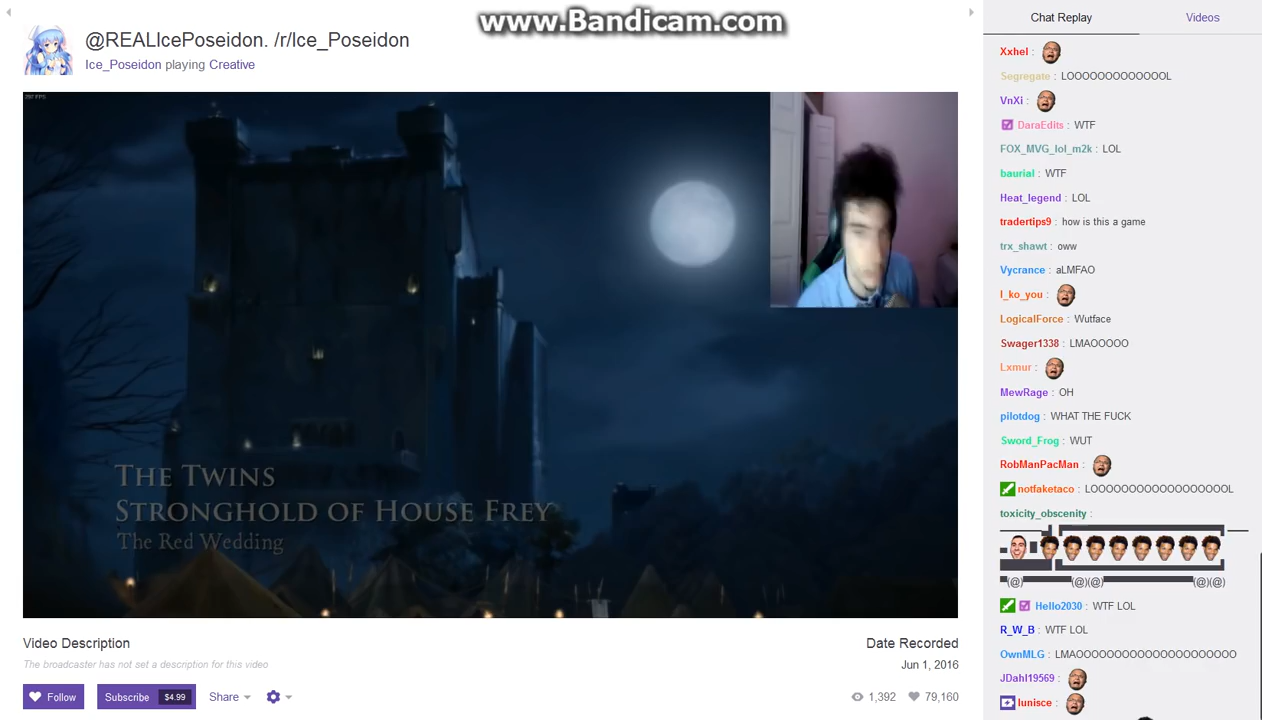 www.Bandicam.com
@REALIcePoseidon. /r/Ice_Poseidon
Ice_Poseidon playing Creative
THE TWINS
STRONGHOLD OF HOUSE FREY
The Red Wedding
Video Description
Date Recorded
The broadcaster has not set a description for this video
Jun 1, 2016
Follow
Subscribe $4.99
Share
1,392
79,160
Chat Replay
Videos
Xxhel :
Segregate : LOOOOOOOOOOOOOL
VnXi :
DaraEdits : WTF
FOX_MVG_lol_m2k : LOL
baurial : WTF
Heat_legend : LOL
tradertips9 : how is this a game
trx_shawt : oww
Vycrance : aLMFAO
I_ko_you :
LogicalForce : Wutface
Swager1338 : LMAOOOOO
Lxmur :
MewRage : OH
pilotdog : WHAT THE FUCK
Sword_Frog : WUT
RobManPacMan :
notfaketaco : LOOOOOOOOOOOOOOOOOOL
toxicity_obscenity :
(@) (@)(@) (@)(@)
Hello2030 : WTF LOL
R_W_B : WTF LOL
OwnMLG : LMAOOOOOOOOOOOOOOOOOOOOO
JDahl19569 :
lunisce :